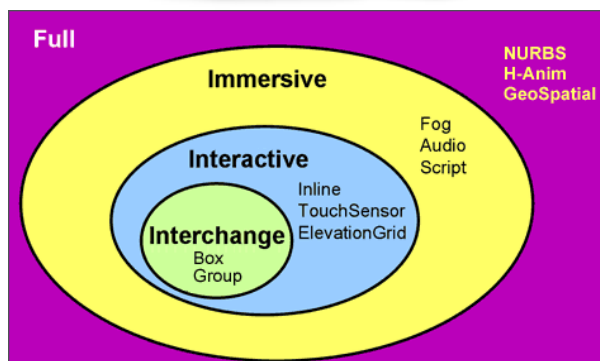 Full
NURBS
H-Anim
GeoSpatial
Immersive
Fog
Audio
Script
Interactive
Inline
TouchSensor
ElevationGrid
Interchange
Box
Group